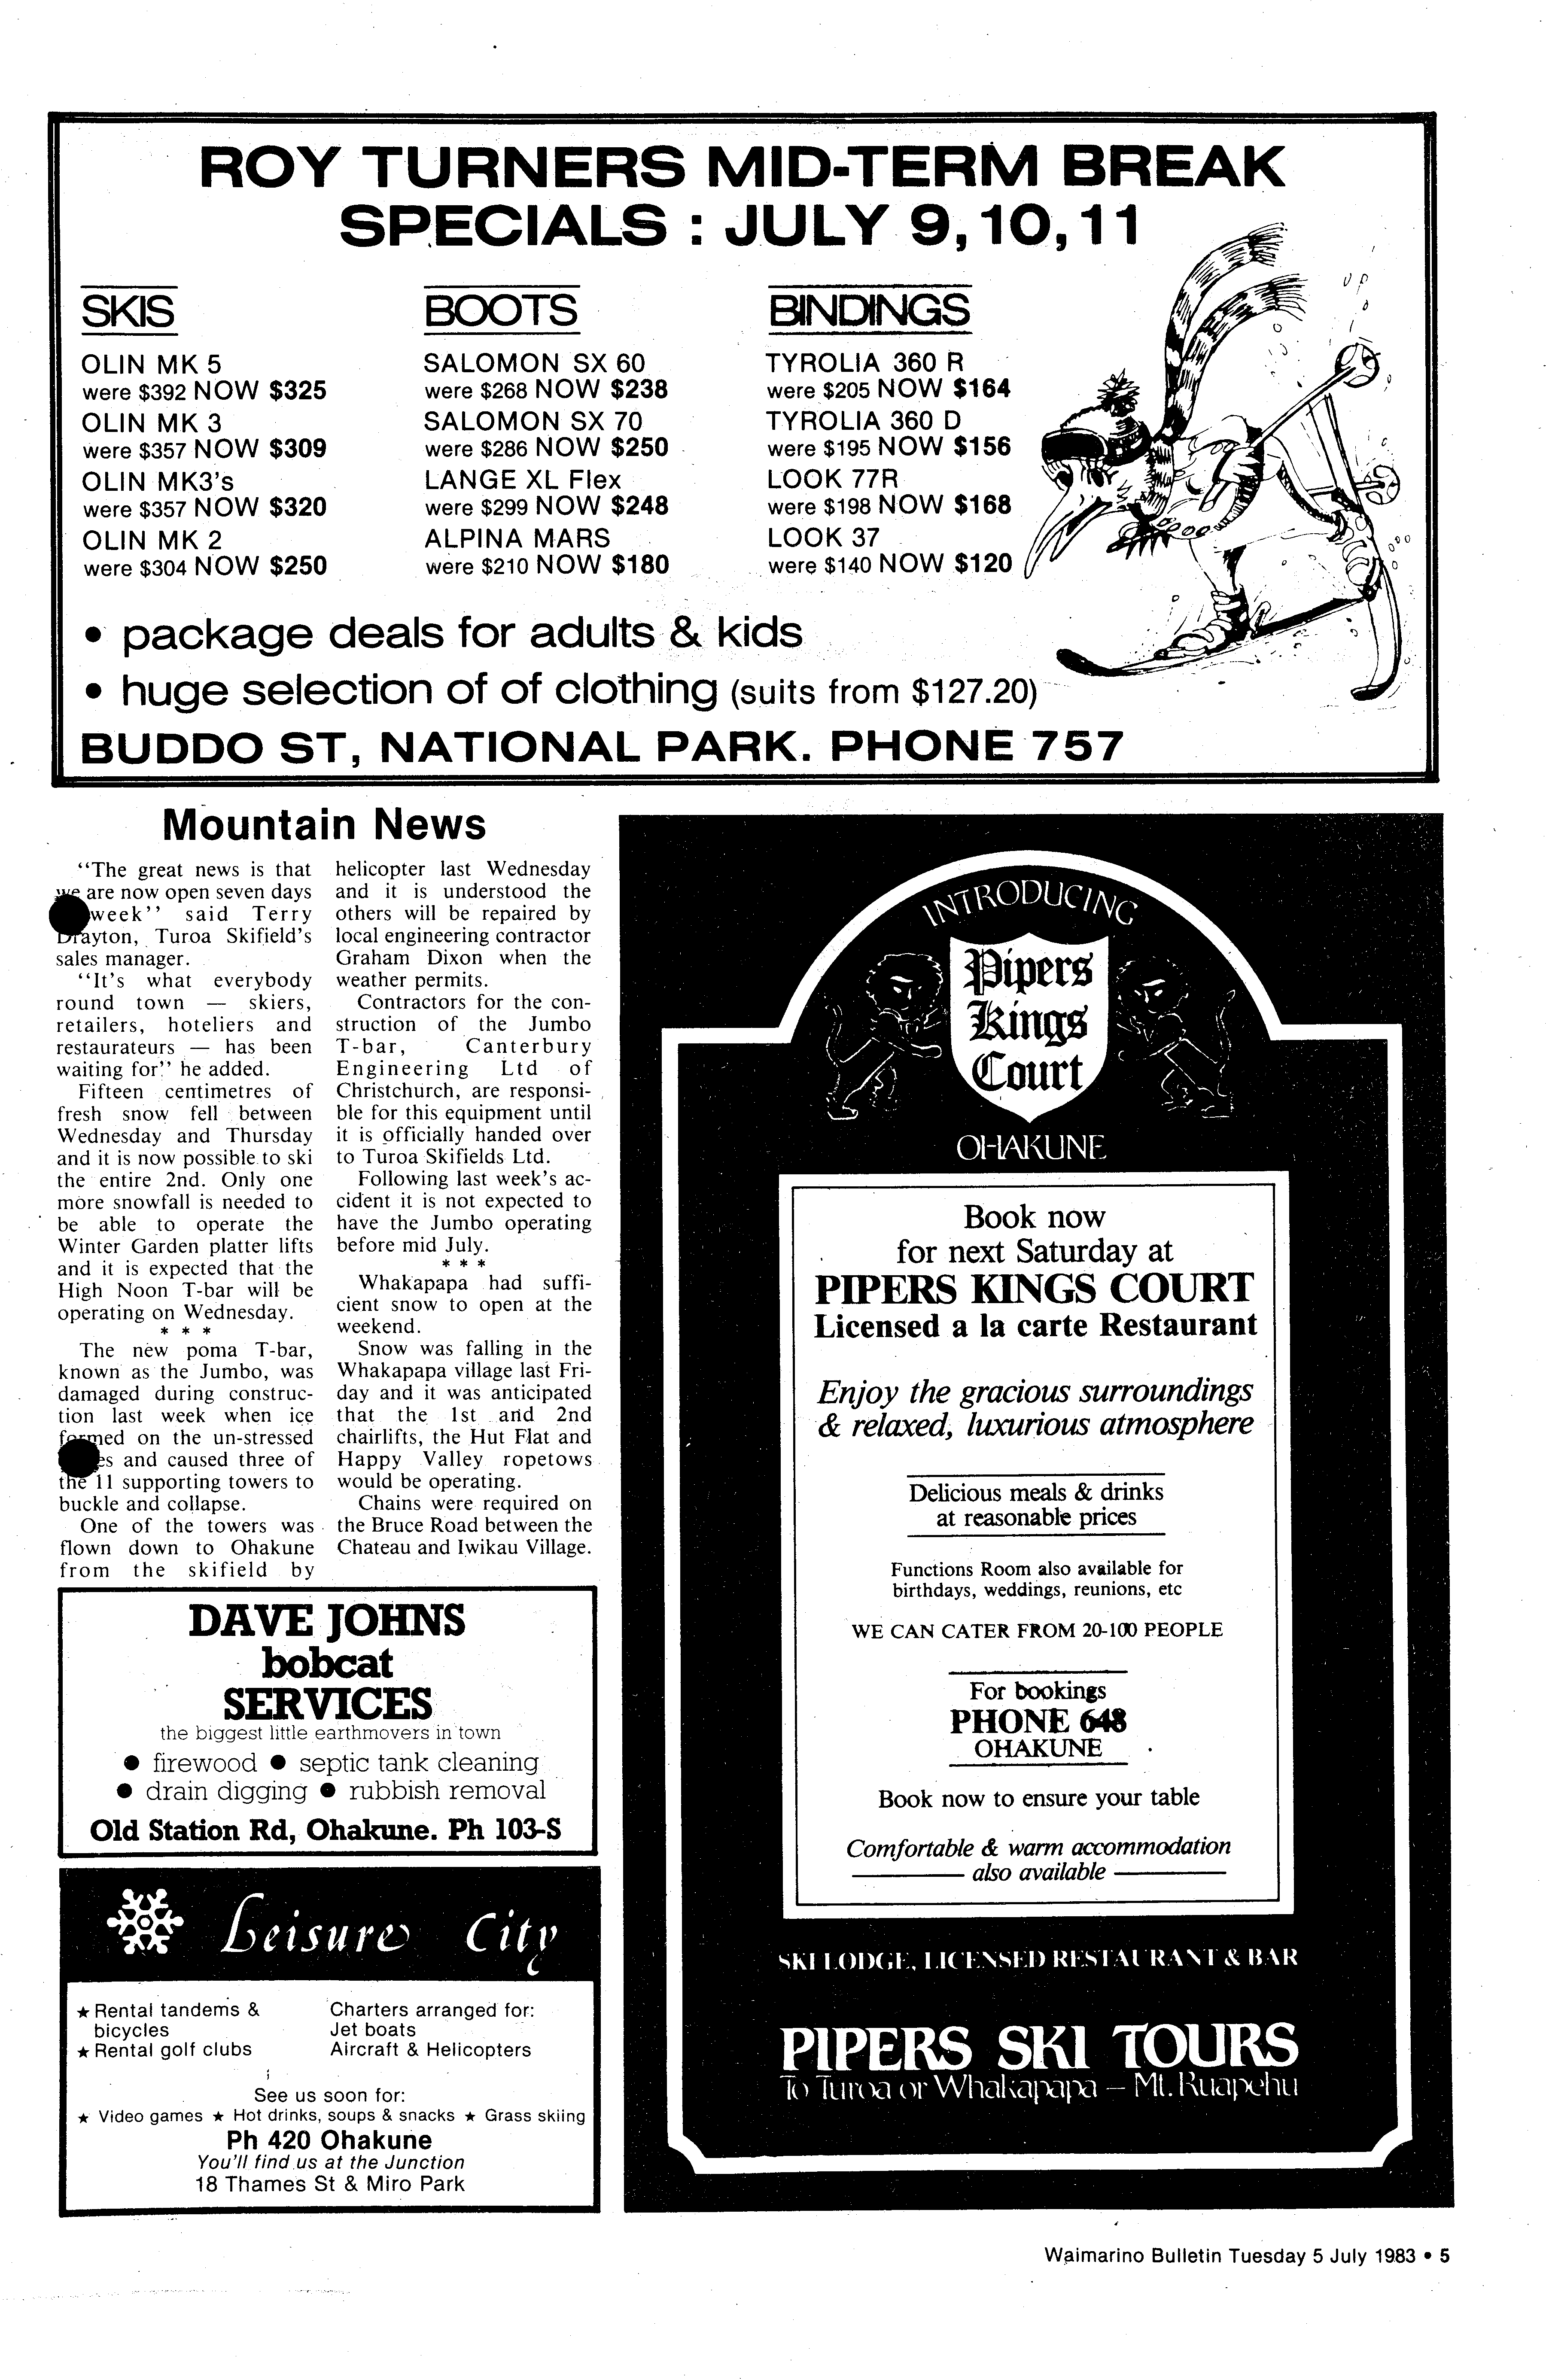 ROY TURNERS MID-TERM BREAK
SPECIALS : JULY 9,10,11
SKIS
OLIN MK 5
were $392 NOW $325
OLIN MK 3
were $357 NOW $309
OLIN MK3's
were $357 NOW $320
OLIN MK 2
were $304 NOW $250
BOOTS
SALOMON SX 60
were $268 NOW $238
SALOMON SX 70
were $286 NOW $250
LANGE XL Flex
were $299 NOW $248
ALPINA MARS
were $210 NOW $180
BINDINGS
TYROLIA 360 R
were $205 NOW $164
TYROLIA 360 D
were $195 NOW $156
LOOK 77R
were $198 NOW $168
LOOK 37
were $140 NOW $120
• package deals for adults & kids
• huge selection of of clothing (suits from $127.20)
BUDDO ST, NATIONAL PARK. PHONE 757
Mountain News
"The great news is that
we are now open seven days
week" said Terry
Drayton, Turoa Skifield's
sales manager.
"It's what everybody
round town — skiers,
retailers, hoteliers and
restaurateurs — has been
waiting for" he added.
Fifteen centimetres of
fresh snow fell between
Wednesday and Thursday
and it is now possible to ski
the entire 2nd. Only one
more snowfall is needed to
be able to operate the
Winter Garden platter lifts
and it is expected that the
High Noon T-bar will be
operating on Wednesday.
* * *
The new poma T-bar,
known as the Jumbo, was
damaged during construc-
tion last week when ice
formed on the un-stressed
and caused three of
the 11 supporting towers to
buckle and collapse.
One of the towers was
flown down to Ohakune
from the skifield by
helicopter last Wednesday
and it is understood the
others will be repaired by
local engineering contractor
Graham Dixon when the
weather permits.
Contractors for the con-
struction of the Jumbo
T-bar, Canterbury
Engineering Ltd of
Christchurch, are responsi-
ble for this equipment until
it is officially handed over
to Turoa Skifields Ltd.
Following last week's ac-
cident it is not expected to
have the Jumbo operating
before mid July.
* * *
Whakapapa had suffi-
cient snow to open at the
weekend.
Snow was falling in the
Whakapapa village last Fri-
day and it was anticipated
that the 1st and 2nd
chairlifts, the Hut Flat and
Happy Valley ropetows
would be operating.
Chains were required on
the Bruce Road between the
Chateau and Iwikau Village.
DAVE JOHNS
bobcat
SERVICES
the biggest little earthmovers in town
• firewood • septic tank cleaning
• drain digging • rubbish removal
Old Station Rd, Ohakune. Ph 103-S
Leisure City
★ Rental tandems &
bicycles
★ Rental golf clubs
Charters arranged for:
Jet boats
Aircraft & Helicopters
See us soon for:
★ Video games ★ Hot drinks, soups & snacks ★ Grass skiing
Ph 420 Ohakune
You'll find us at the Junction
18 Thames St & Miro Park
INTRODUCING
Pipers
Kings
Court
OHAKUNE
Book now
for next Saturday at
PIPERS KINGS COURT
Licensed a la carte Restaurant
Enjoy the gracious surroundings
& relaxed, luxurious atmosphere
Delicious meals & drinks
at reasonable prices
Functions Room also available for
birthdays, weddings, reunions, etc
WE CAN CATER FROM 20-100 PEOPLE
For bookings
PHONE 648
OHAKUNE
Book now to ensure your table
Comfortable & warm accommodation
also available
SKI LODGE, LICENSED RESTAURANT & BAR
PIPERS SKI TOURS
To Turoa or Whakapapa – Mt. Ruapehu
Waimarino Bulletin Tuesday 5 July 1983 • 5